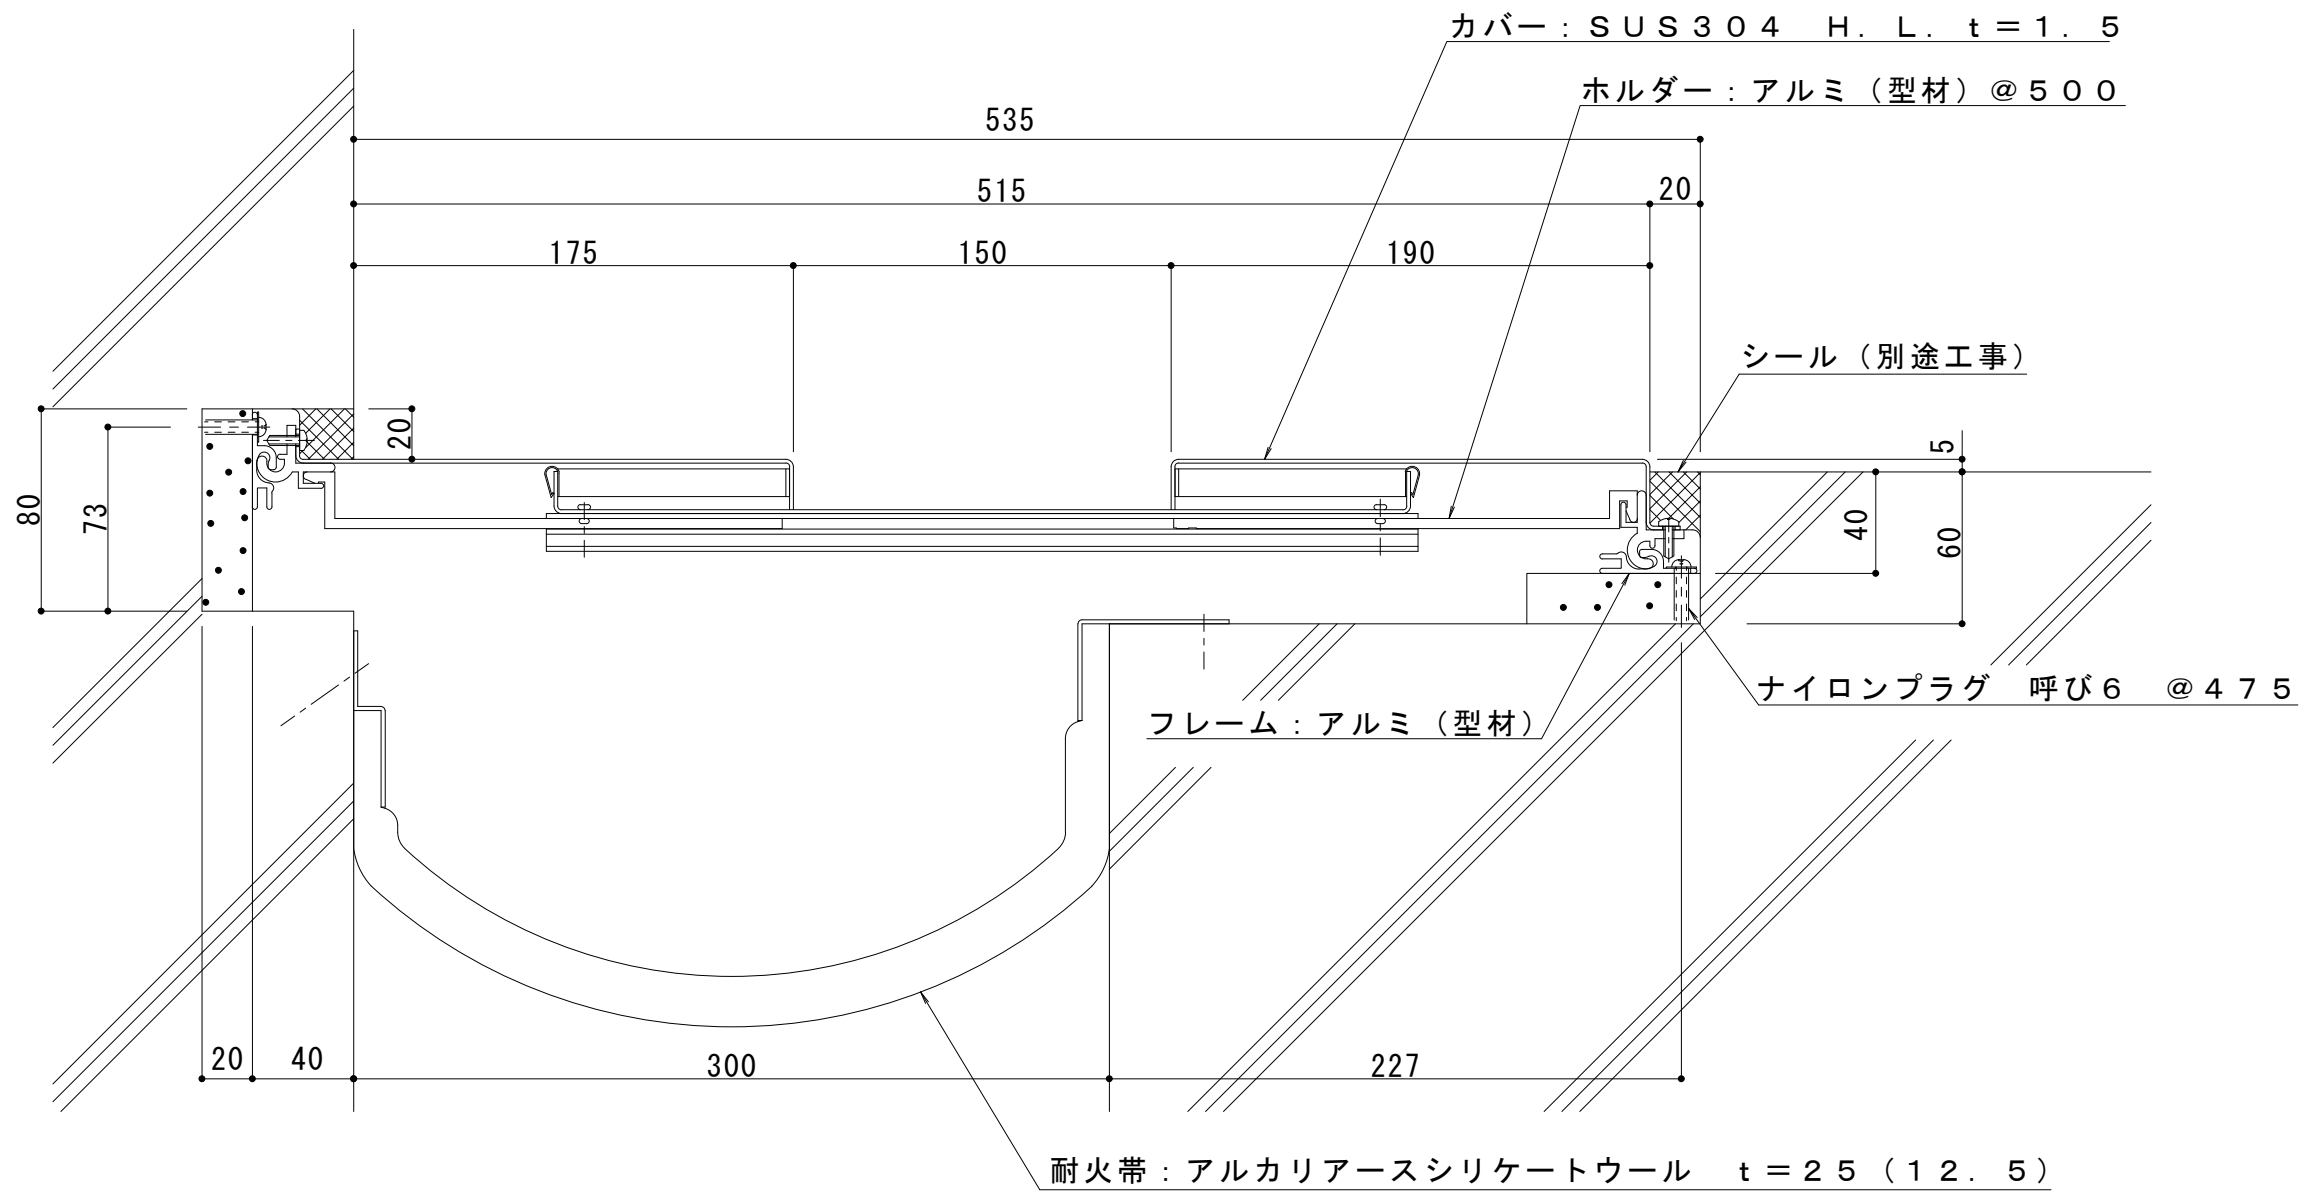 カバー：ＳＵＳ３０４　Ｈ．Ｌ．ｔ＝１．５
ホルダー：アルミ（型材）＠５００
535
515
20
175
150
190
シール（別途工事）
20
5
80
73
40
60
ナイロンプラグ　呼び６　＠４７５
フレーム：アルミ（型材）
20
40
300
227
耐火帯：アルカリアースシリケートウール　ｔ＝２５（１２．５）